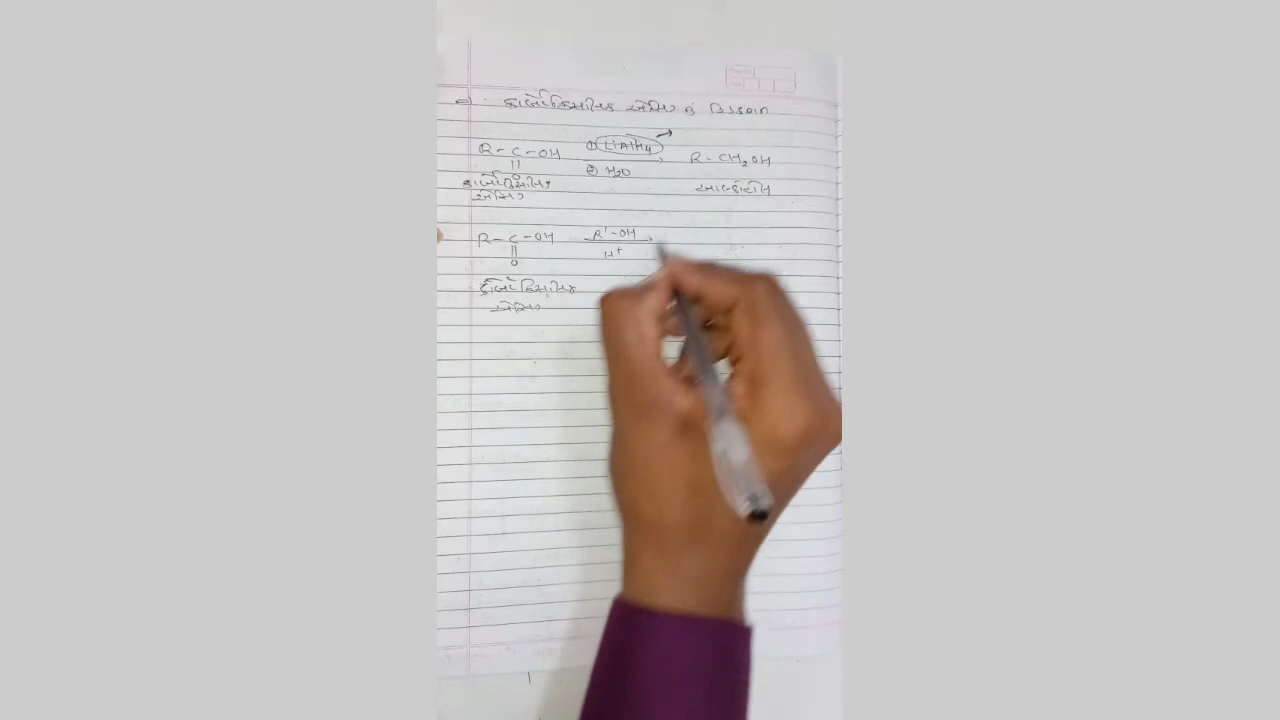 → કાર્બોક્સિલીક એસિડ નું રિડક્શન
R-C-OH ① LiAlH4 → R-CH2OH
|| ② H2O
O
કાર્બોક્સિલિક આલ્કોહોલ
એસિડ
R-C-OH R'-OH →
|| H+
O
કાર્બોક્સિલિક
એસિડ